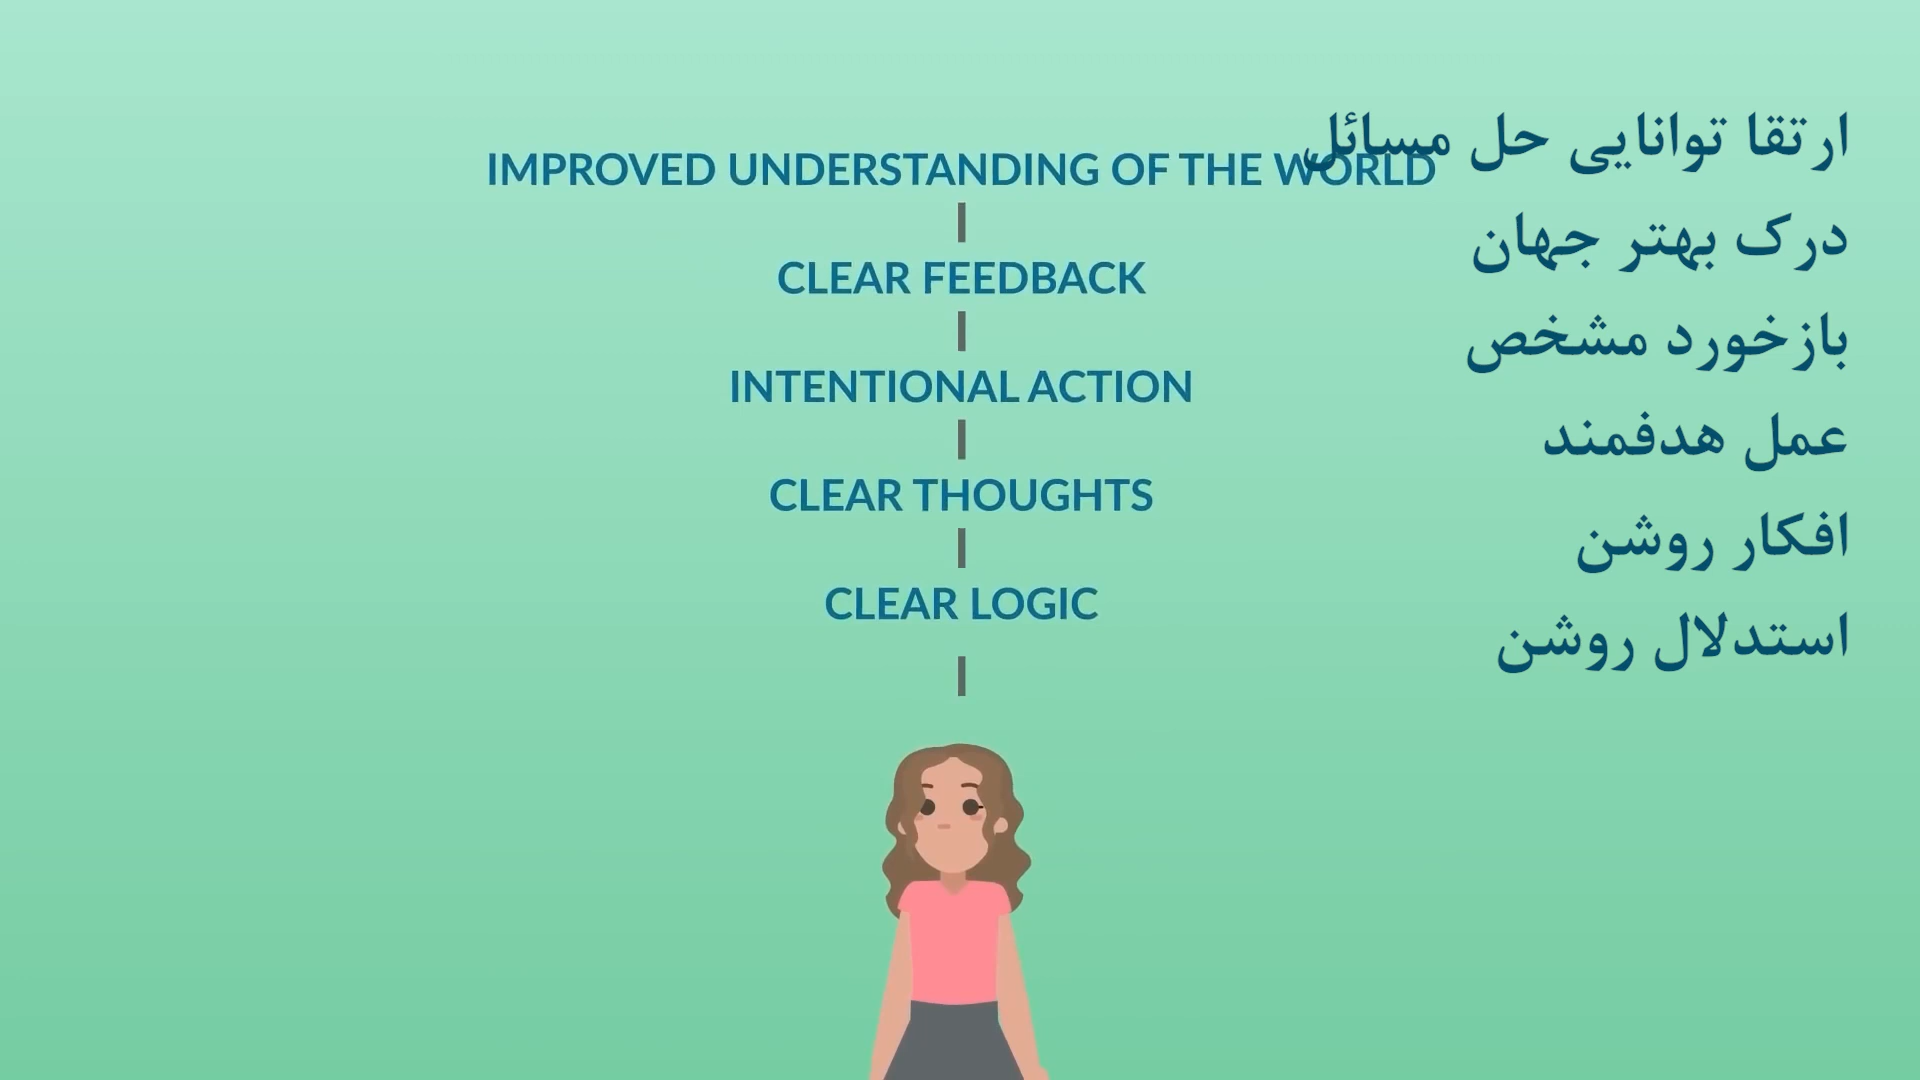 IMPROVED UNDERSTANDING OF THE WORLD
CLEAR FEEDBACK
INTENTIONAL ACTION
CLEAR THOUGHTS
CLEAR LOGIC
ارتقا توانایی حل مسائل
درک بهتر جهان
بازخورد مشخص
عمل هدفمند
افکار روشن
استدلال روشن